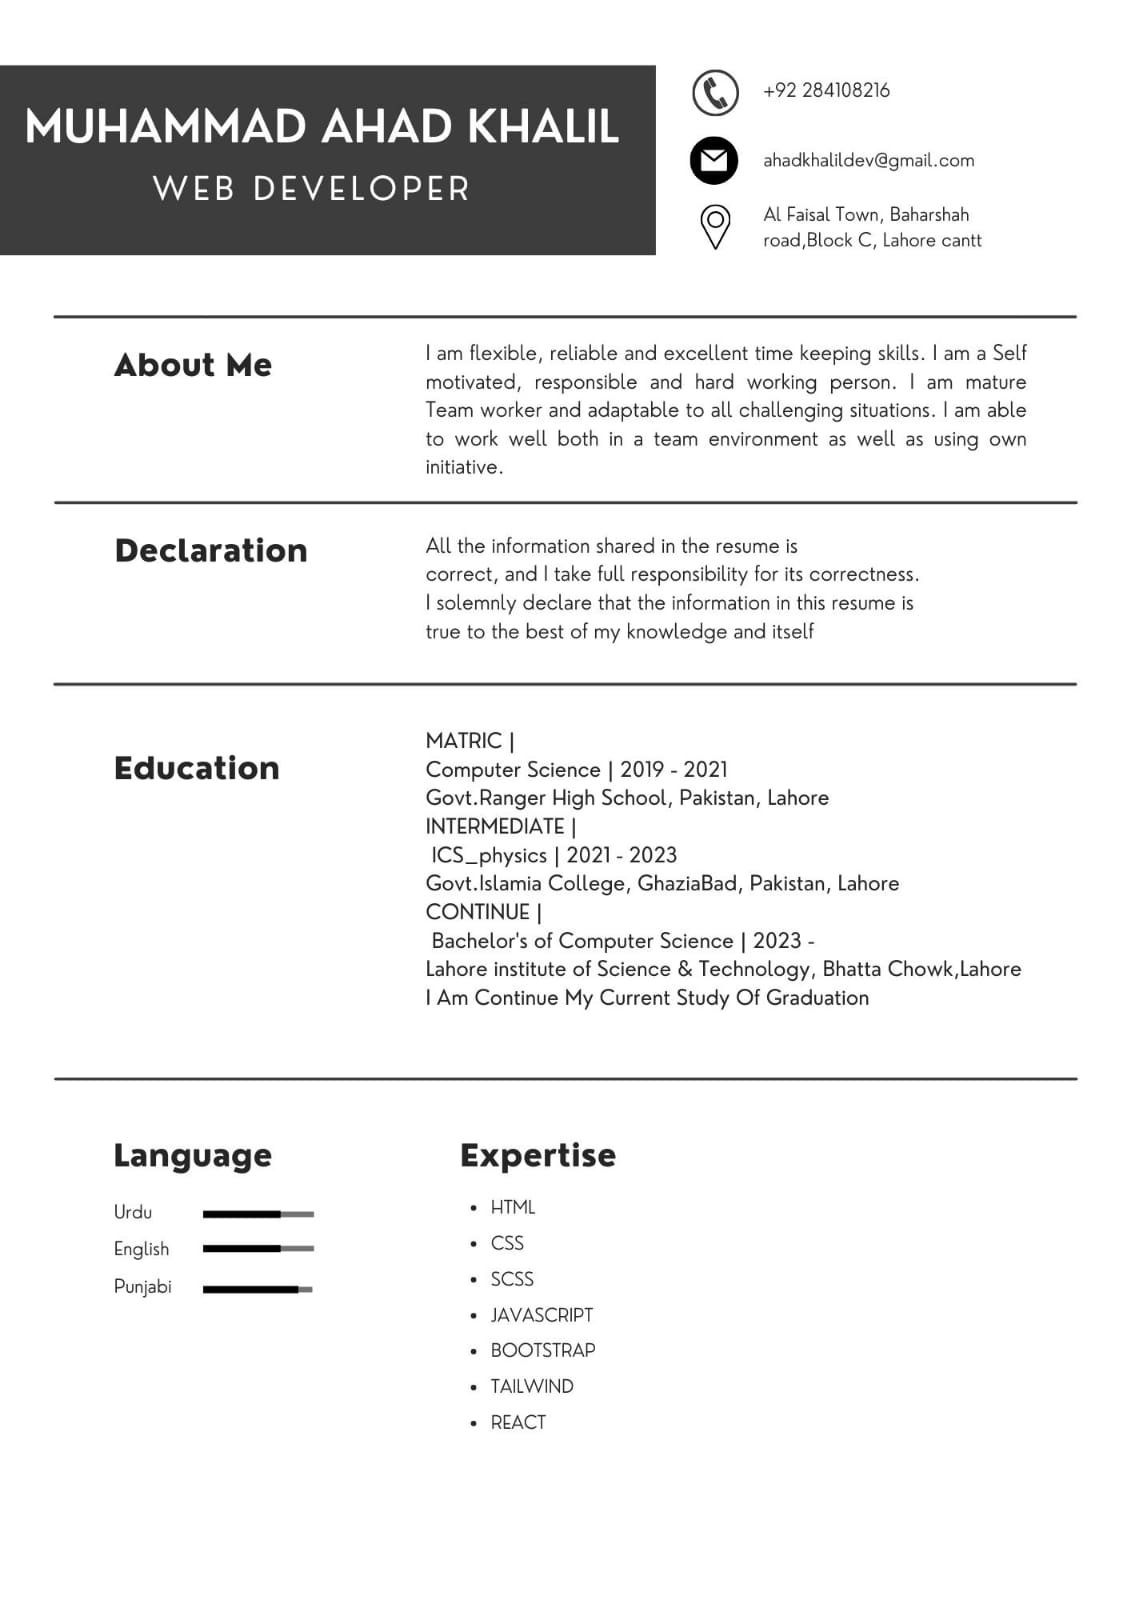 MUHAMMAD AHAD KHALIL
WEB DEVELOPER
+92 284108216
ahadkhalildev@gmail.com
Al Faisal Town, Baharshah
road,Block C, Lahore cantt
About Me
I am flexible, reliable and excellent time keeping skills. I am a Self
motivated, responsible and hard working person. I am mature
Team worker and adaptable to all challenging situations. I am able
to work well both in a team environment as well as using own
initiative.
Declaration
All the information shared in the resume is
correct, and I take full responsibility for its correctness.
I solemnly declare that the information in this resume is
true to the best of my knowledge and itself
Education
MATRIC |
Computer Science | 2019 - 2021
Govt.Ranger High School, Pakistan, Lahore
INTERMEDIATE |
ICS_physics | 2021 - 2023
Govt.Islamia College, GhaziaBad, Pakistan, Lahore
CONTINUE |
Bachelor's of Computer Science | 2023 -
Lahore institute of Science & Technology, Bhatta Chowk,Lahore
I Am Continue My Current Study Of Graduation
Language
Urdu
English
Punjabi
Expertise
• HTML
• CSS
• SCSS
• JAVASCRIPT
• BOOTSTRAP
• TAILWIND
• REACT